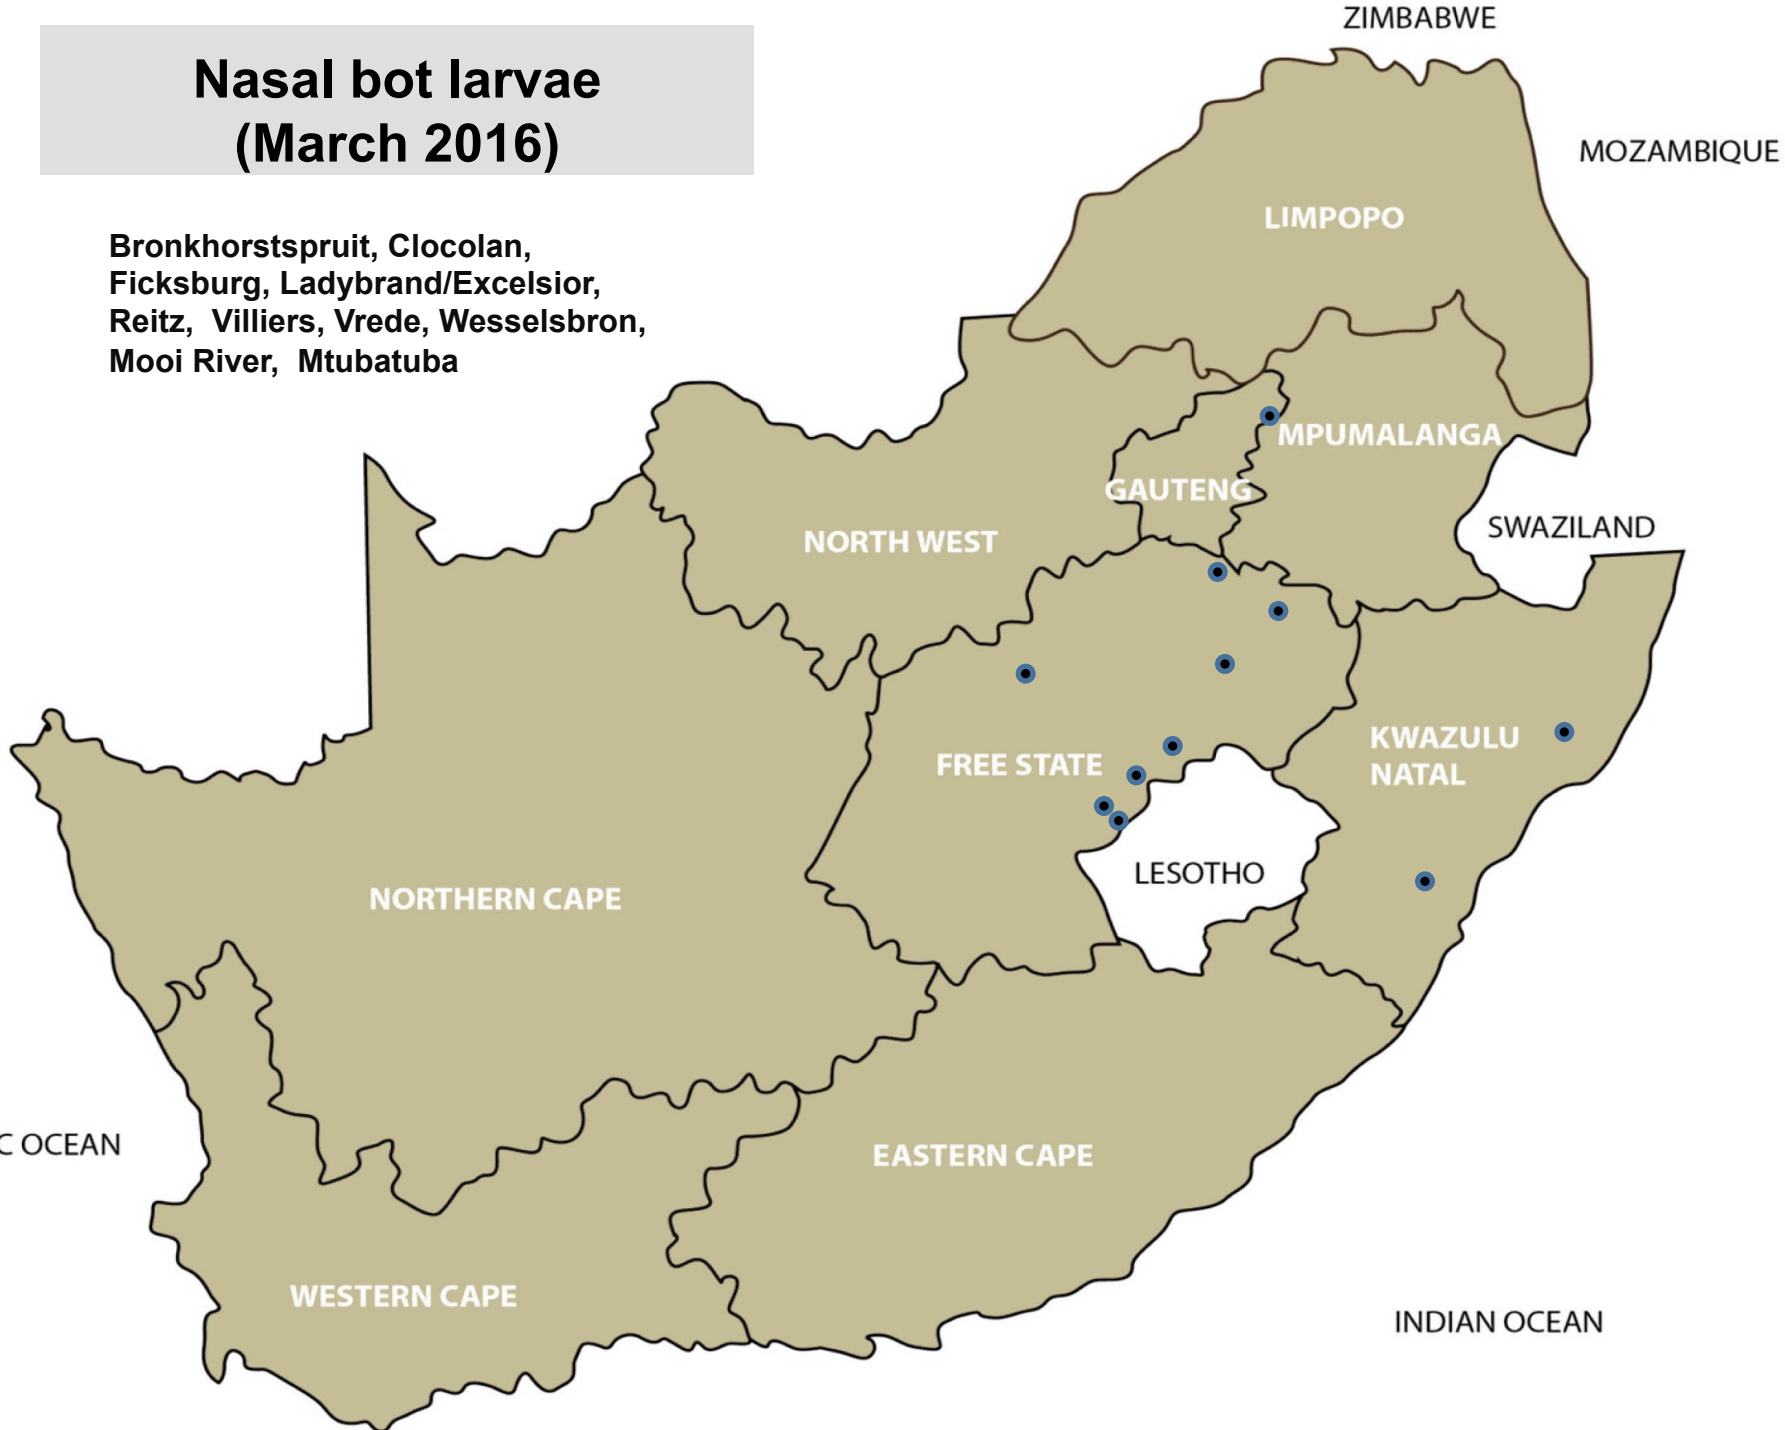 Nasal bot larvae
(March 2016)
Bronkhorstspruit, Clocolan,
Ficksburg, Ladybrand/Excelsior,
Reitz, Villiers, Vrede, Wesselsbron,
Mooi River, Mtubatuba
ZIMBABWE
MOZAMBIQUE
LIMPOPO
MPUMALANGA
GAUTENG
SWAZILAND
NORTH WEST
KWAZULU
NATAL
FREE STATE
LESOTHO
NORTHERN CAPE
C OCEAN
EASTERN CAPE
WESTERN CAPE
INDIAN OCEAN